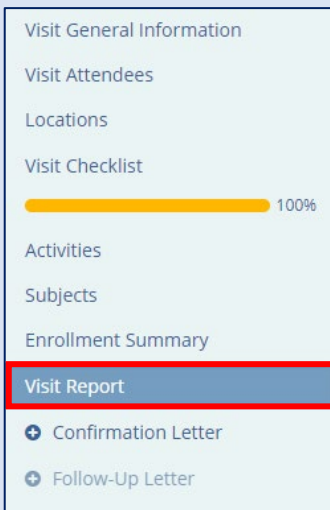 Visit General Information
Visit Attendees
Locations
Visit Checklist
100%
Activities
Subjects
Enrollment Summary
Visit Report
Confirmation Letter
Follow-Up Letter